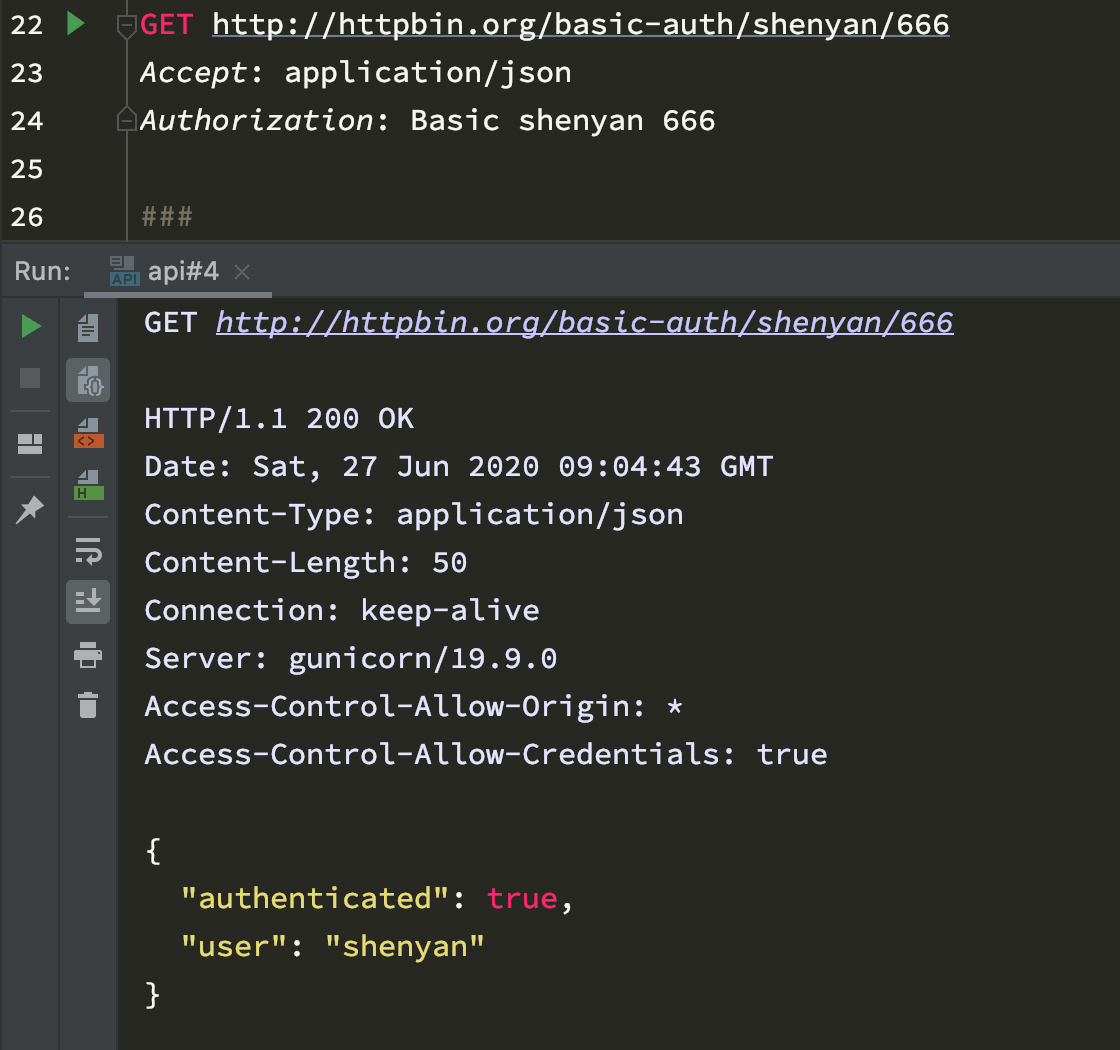 22 GET http://httpbin.org/basic-auth/shenyan/666
23 Accept: application/json
24 Authorization: Basic shenyan 666
25
26 ###
Run: API api#4
GET http://httpbin.org/basic-auth/shenyan/666
HTTP/1.1 200 OK
Date: Sat, 27 Jun 2020 09:04:43 GMT
Content-Type: application/json
Content-Length: 50
Connection: keep-alive
Server: gunicorn/19.9.0
Access-Control-Allow-Origin: *
Access-Control-Allow-Credentials: true
{
"authenticated": true,
"user": "shenyan"
}